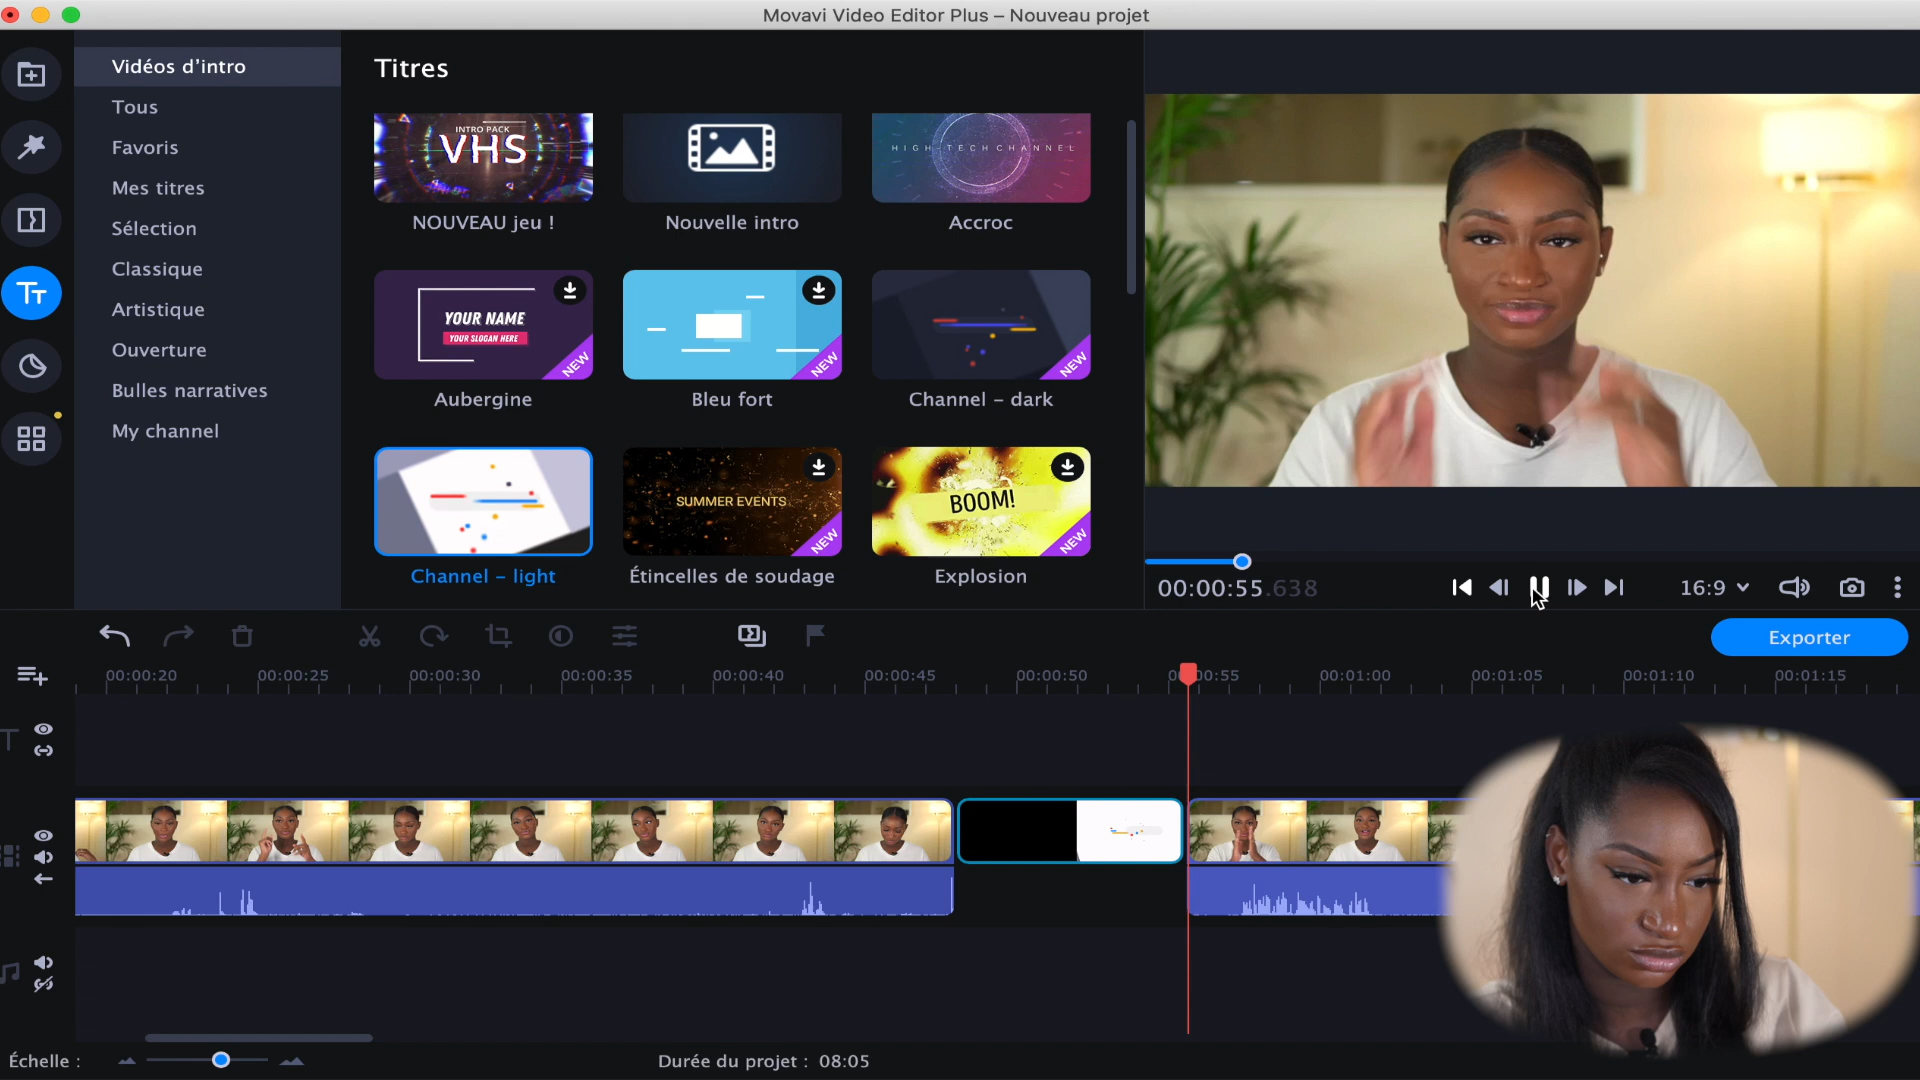 Movavi Video Editor Plus – Nouveau projet
Vidéos d'intro
Tous
Favoris
Mes titres
Sélection
Classique
Artistique
Ouverture
Bulles narratives
My channel
Titres
INTRO PACK
VHS
HIGH-TECH CHANNEL
NOUVEAU jeu !
Nouvelle intro
Accroc
YOUR NAME
YOUR SLOGAN HERE
NEW
NEW
NEW
Aubergine
Bleu fort
Channel – dark
SUMMER EVENTS
BOOM!
NEW
NEW
Channel – light
Étincelles de soudage
Explosion
00:00:55.638
16:9
Exporter
00:00:20
00:00:25
00:00:30
00:00:35
00:00:40
00:00:45
00:00:50
00:55
00:01:00
00:01:05
00:01:10
00:01:15
Échelle :
Durée du projet : 08:05